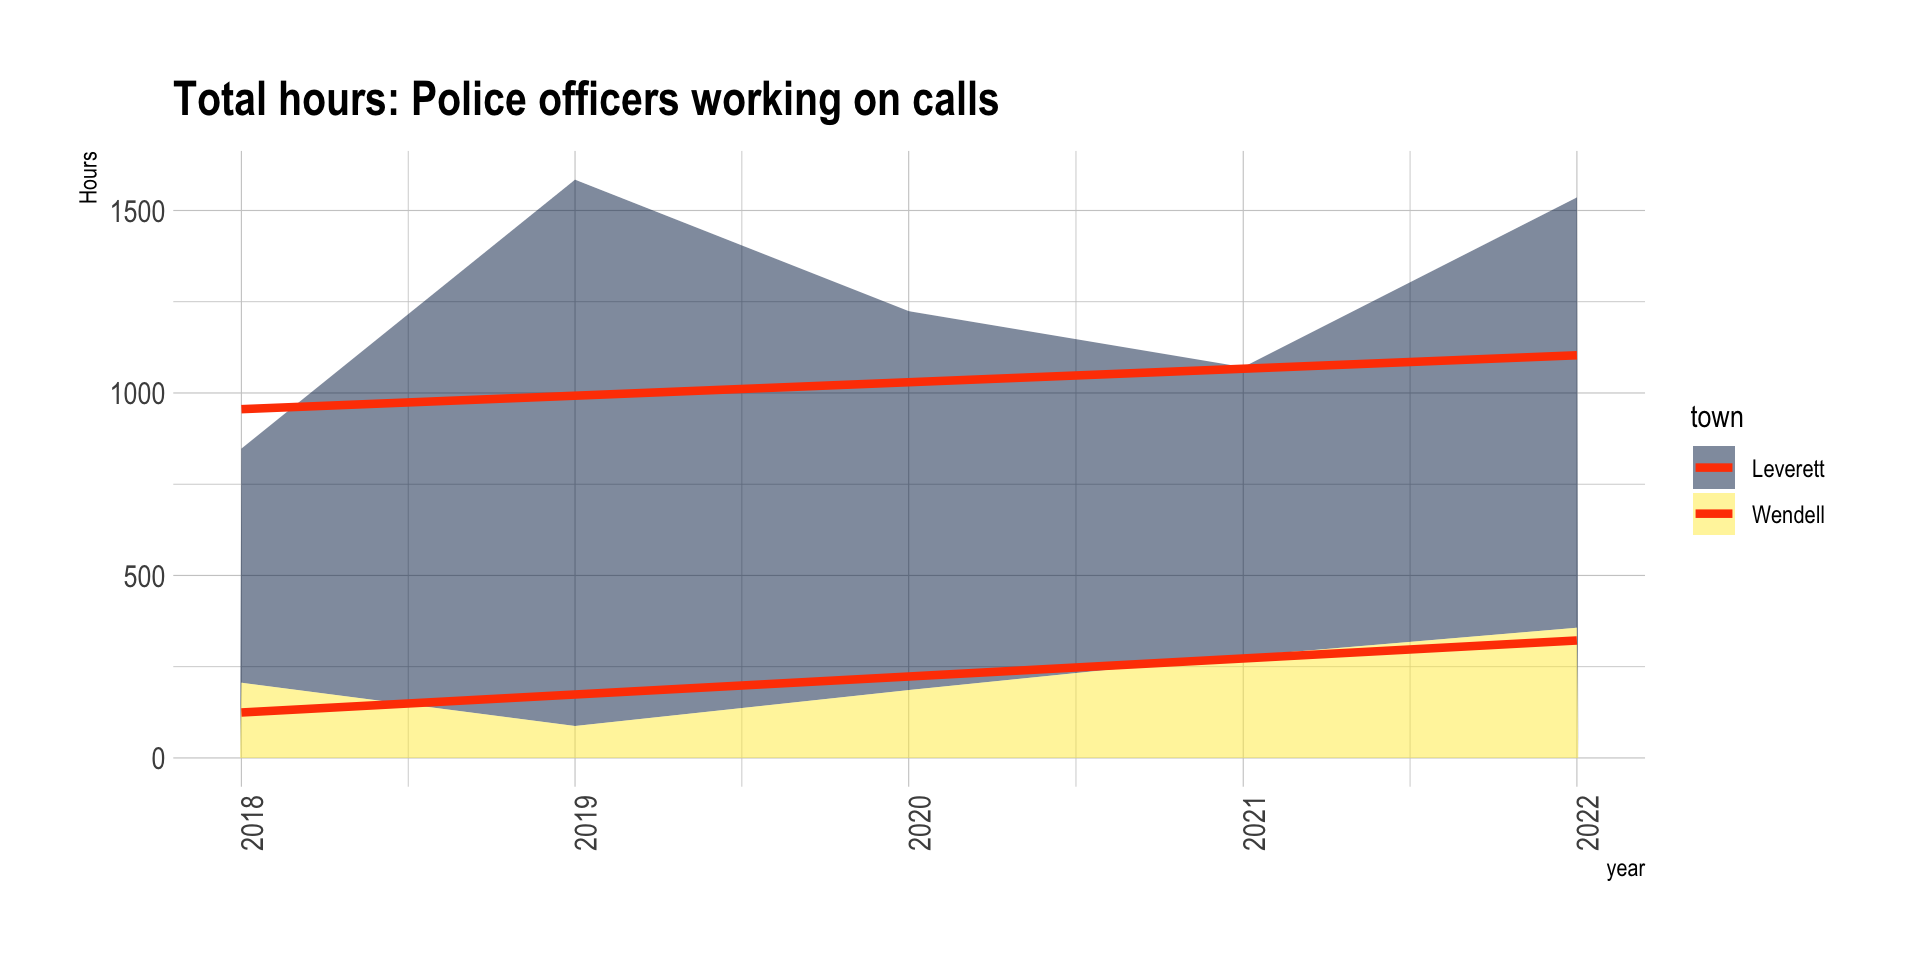 Total hours: Police officers working on calls
Hours
1500
1000
500
0
2018
2019
2020
2021
2022
year
town
Leverett
Wendell